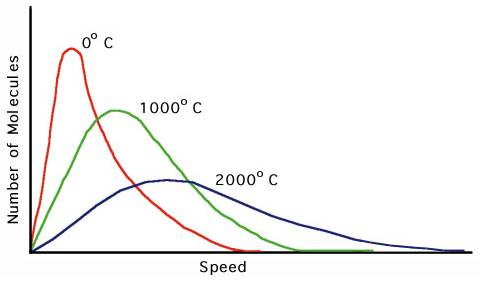 0° C
1000° C
2000° C
Number of Molecules
Speed